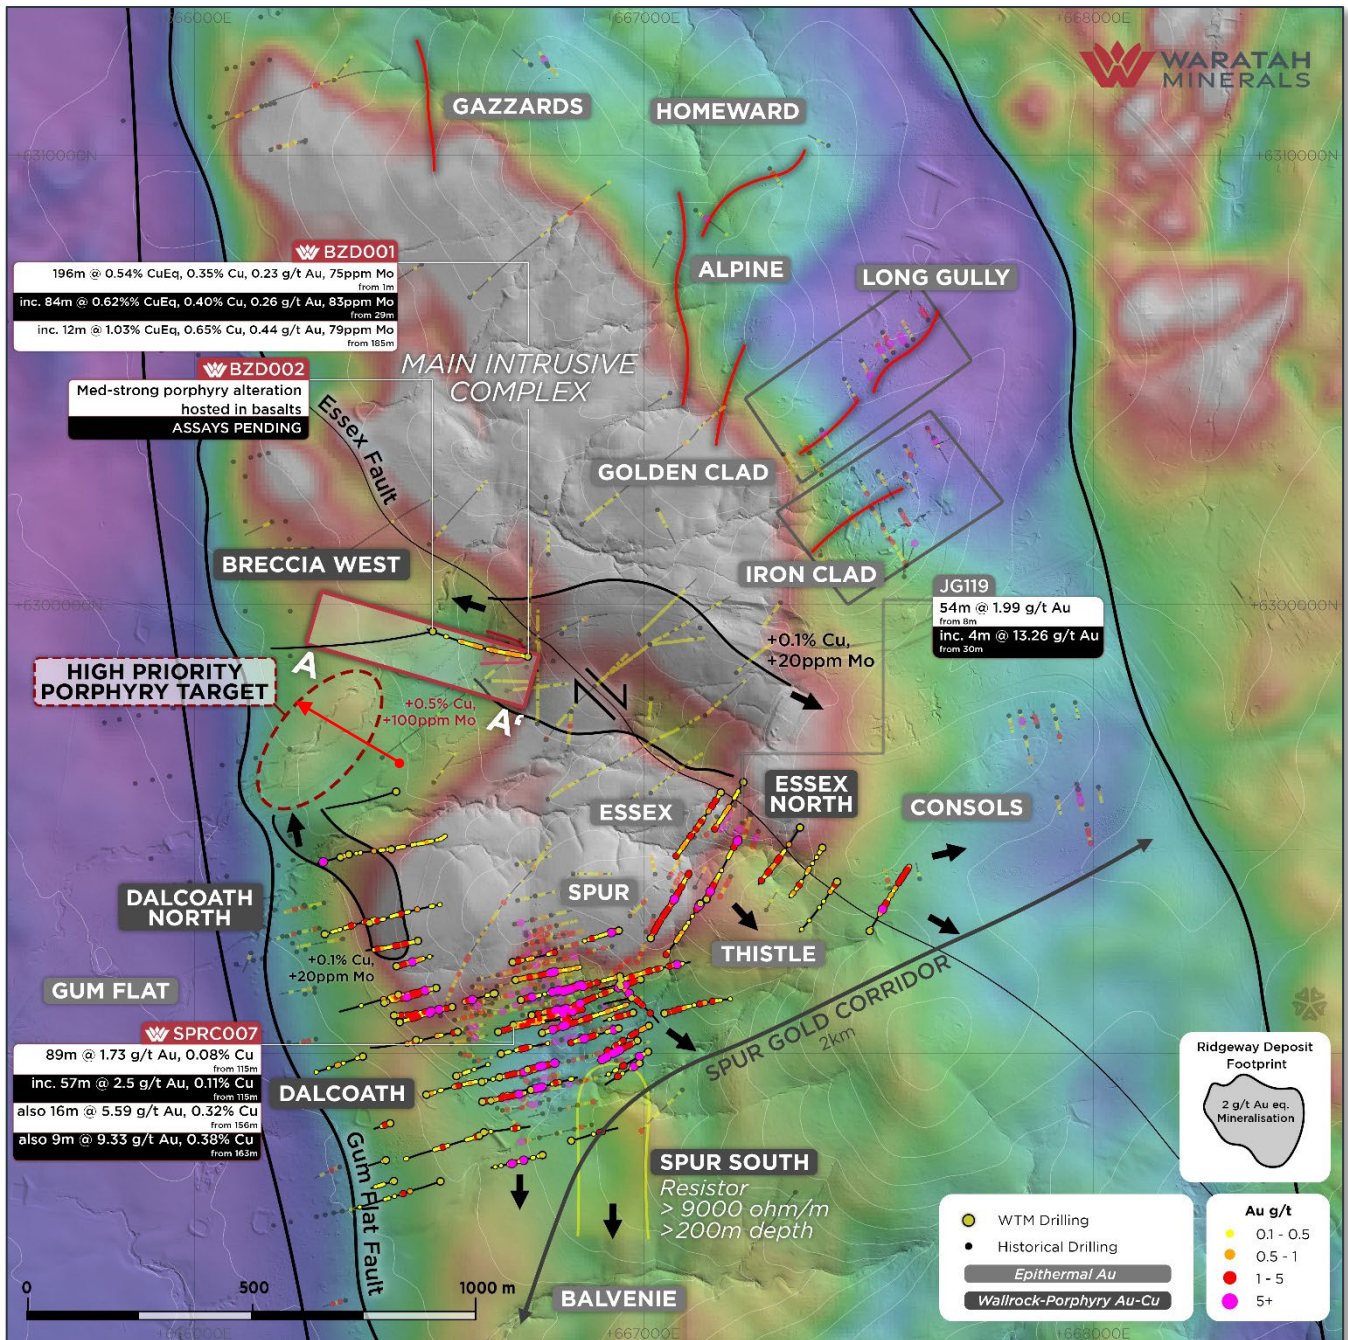 +666000E
+667000E
+668000E
WARATAH
MINERALS
GAZZARDS
HOMEWARD
+6310000N
+6310000N
BZD001
196m @ 0.54% CuEq, 0.35% Cu, 0.23 g/t Au, 75ppm Mo
from 1m
inc. 84m @ 0.62%% CuEq, 0.40% Cu, 0.26 g/t Au, 83ppm Mo
from 29m
inc. 12m @ 1.03% CuEq, 0.65% Cu, 0.44 g/t Au, 79ppm Mo
from 185m
ALPINE
LONG GULLY
MAIN INTRUSIVE
COMPLEX
BZD002
Med-strong porphyry alteration
hosted in basalts
ASSAYS PENDING
Essex Fault
GOLDEN CLAD
BRECCIA WEST
IRON CLAD
JG119
54m @ 1.99 g/t Au
from 8m
inc. 4m @ 13.26 g/t Au
from 30m
+6300000N
+6300000N
+0.1% Cu,
+20ppm Mo
A
HIGH PRIORITY
PORPHYRY TARGET
+0.5% Cu,
+100ppm Mo
A'
ESSEX
NORTH
ESSEX
CONSOLS
SPUR
DALCOATH
NORTH
THISTLE
+0.1% Cu,
+20ppm Mo
GUM FLAT
SPUR GOLD CORRIDOR
2km
SPRC007
89m @ 1.73 g/t Au, 0.08% Cu
from 115m
inc. 57m @ 2.5 g/t Au, 0.11% Cu
from 115m
also 16m @ 5.59 g/t Au, 0.32% Cu
from 156m
also 9m @ 9.33 g/t Au, 0.38% Cu
from 163m
DALCOATH
Gum Flat Fault
Ridgeway Deposit
Footprint
2 g/t Au eq.
Mineralisation
SPUR SOUTH
Resistor
> 9000 ohm/m
>200m depth
WTM Drilling
Historical Drilling
Epithermal Au
Wallrock-Porphyry Au-Cu
Au g/t
0.1 - 0.5
0.5 - 1
1 - 5
5+
0
500
1000 m
BALVENIE
+666000E
+667000E
+668000E